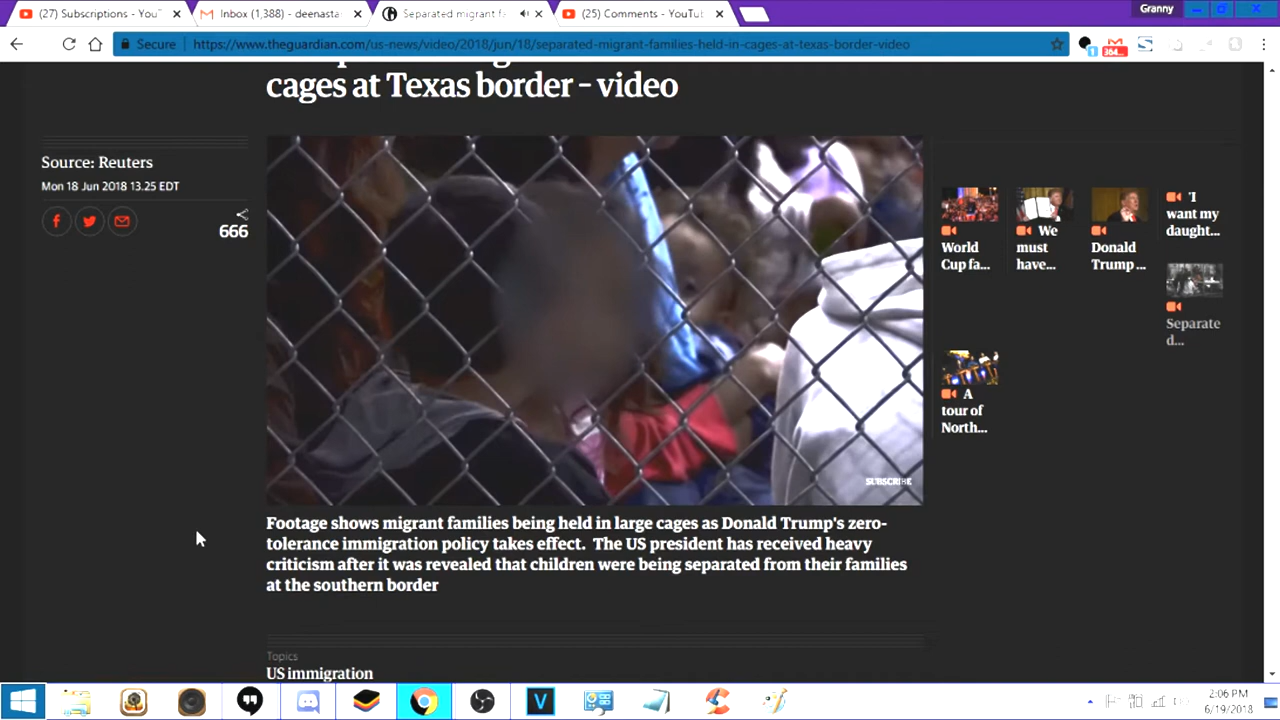 (27) Subscriptions - YouT
Inbox (1,388) - deenasta
Separated migrant fa
(25) Comments - YouTu
Granny
Secure
https://www.theguardian.com/us-news/video/2018/jun/18/separated-migrant-families-held-in-cages-at-texas-border-video
364...
cages at Texas border – video
Source: Reuters
Mon 18 Jun 2018 13.25 EDT
666
SUBSCRIBE
World
Cup fa...
We
must
have...
Donald
Trump ...
'I
want my
daught...
Separate
d...
A
tour of
North...
Footage shows migrant families being held in large cages as Donald Trump's zero-
tolerance immigration policy takes effect. The US president has received heavy
criticism after it was revealed that children were being separated from their families
at the southern border
Topics
US immigration
2:06 PM
6/19/2018